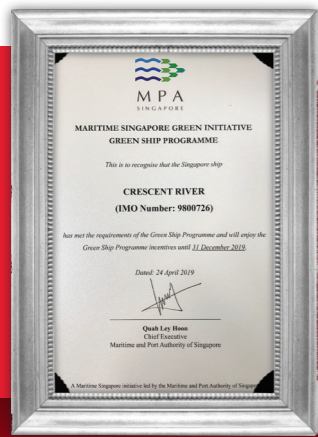 MPA
SINGAPORE
MARITIME SINGAPORE GREEN INITIATIVE
GREEN SHIP PROGRAMME
This is to recognise that the Singapore ship
CRESCENT RIVER
(IMO Number: 9800726)
has met the requirements of the Green Ship Programme and will enjoy the
Green Ship Programme incentives until 31 December 2019.
Dated: 24 April 2019
Quah Ley Hoon
Chief Executive
Maritime and Port Authority of Singapore
A Maritime Singapore initiative led by the Maritime and Port Authority of Singapore